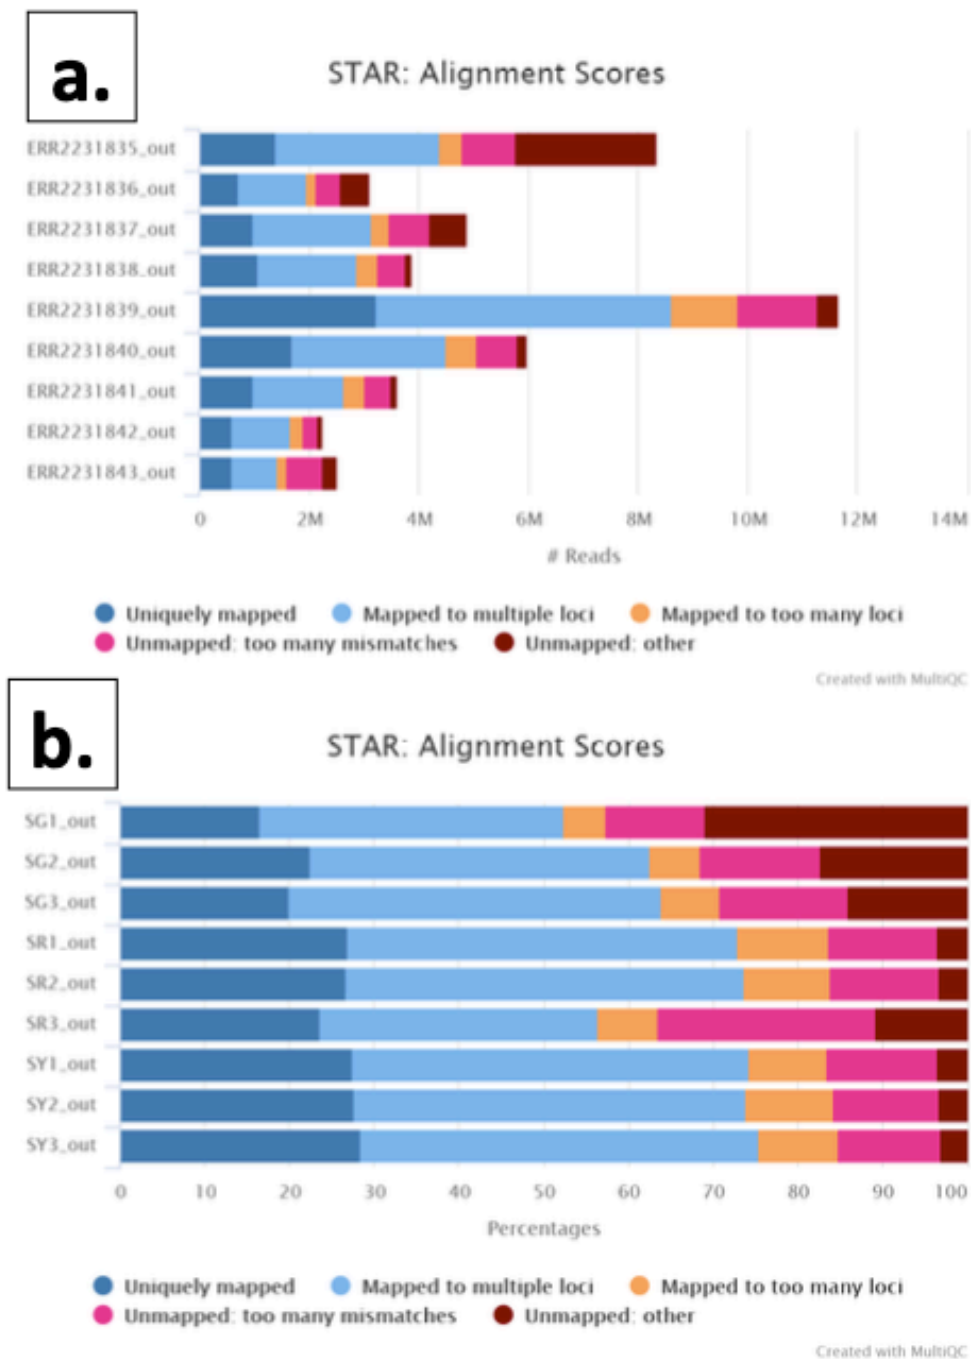 a.
STAR: Alignment Scores
ERR2231835_out
ERR2231836_out
ERR2231837_out
ERR2231838_out
ERR2231839_out
ERR2231840_out
ERR2231841_out
ERR2231842_out
ERR2231843_out
0 2M 4M 6M 8M 10M 12M 14M
# Reads
Uniquely mapped Mapped to multiple loci Mapped to too many loci
Unmapped: too many mismatches Unmapped: other
Created with MultiQC
b.
STAR: Alignment Scores
SG1_out
SG2_out
SG3_out
SR1_out
SR2_out
SR3_out
SY1_out
SY2_out
SY3_out
0 10 20 30 40 50 60 70 80 90 100
Percentages
Uniquely mapped Mapped to multiple loci Mapped to too many loci
Unmapped: too many mismatches Unmapped: other
Created with MultiQC